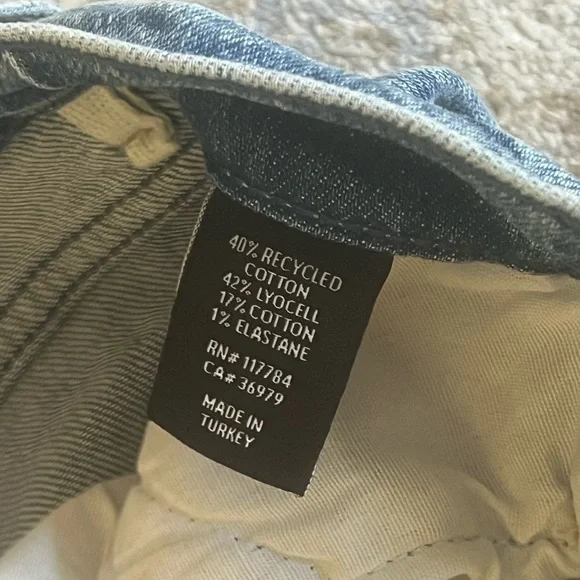 40% RECYCLED
COTTON
42% LYOCELL
17% COTTON
1% ELASTANE
RN# 117784
CA# 36979
MADE IN
TURKEY